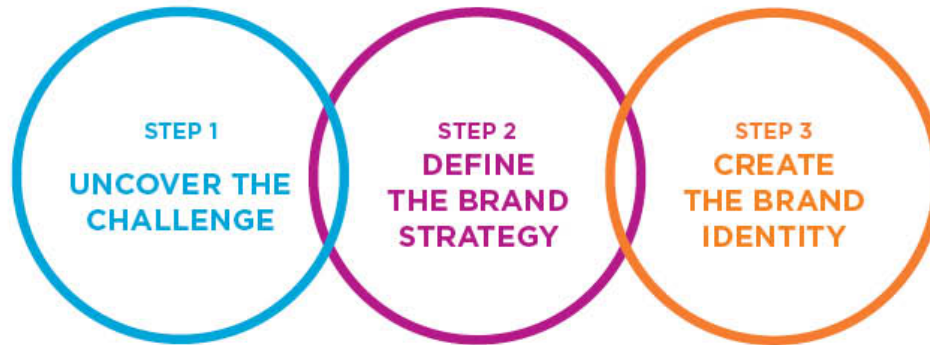 STEP 1
UNCOVER THE
CHALLENGE
STEP 2
DEFINE
THE BRAND
STRATEGY
STEP 3
CREATE
THE BRAND
IDENTITY